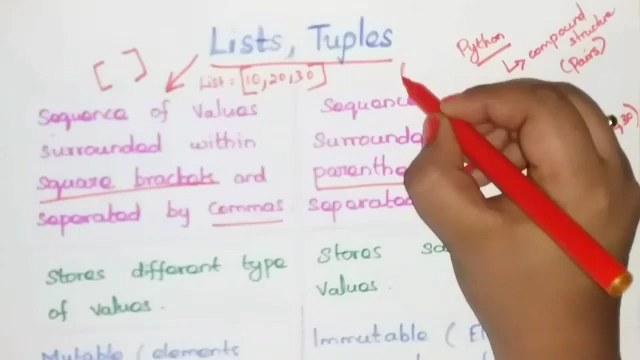 Lists, Tuples
Python
compound
structure
(Pairs)
[ ]
List = [10,20,30]
Sequence of Values
surrounded within
square brackets and
separated by commas
Sequence
Surrounded
separated
Stores different type
of values.
Stores
values.
Mutable (elements
Immutable (